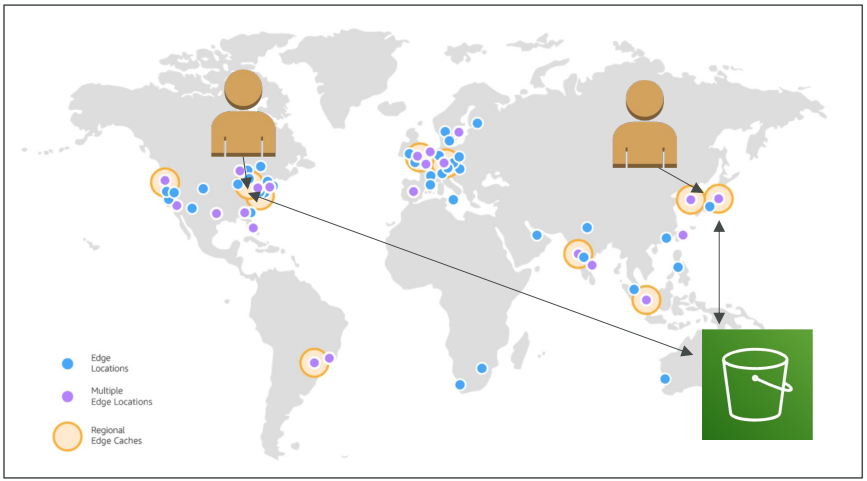 Edge
Locations
Multiple
Edge Locations
Regional
Edge Caches